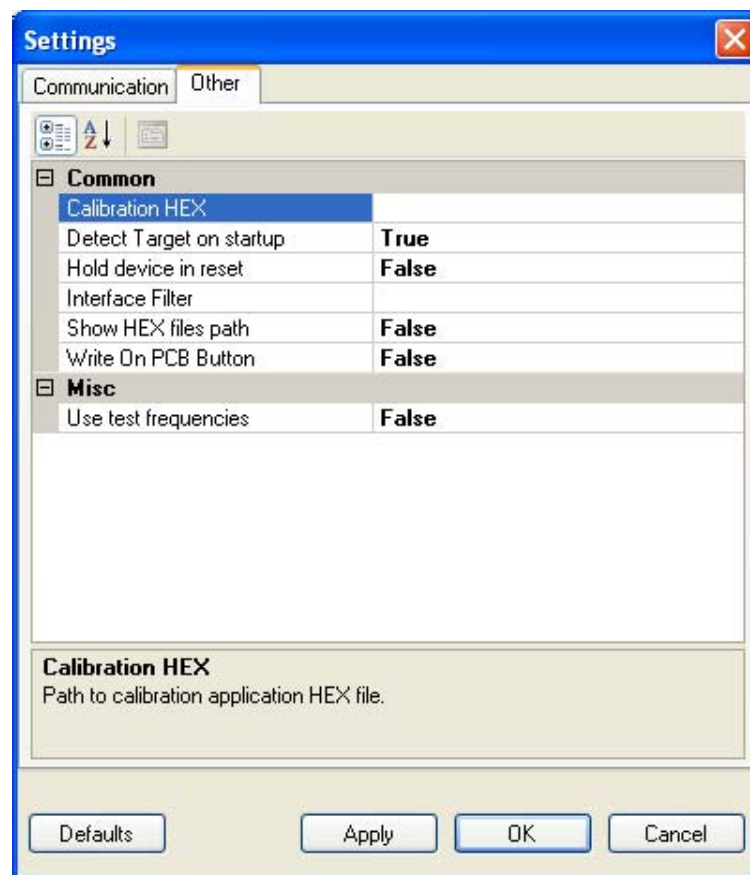 Settings
Communication Other
A
Z
Common
Calibration HEX
Detect Target on startup True
Hold device in reset False
Interface Filter
Show HEX files path False
Write On PCB Button False
Misc
Use test frequencies False
Calibration HEX
Path to calibration application HEX file.
Defaults Apply OK Cancel